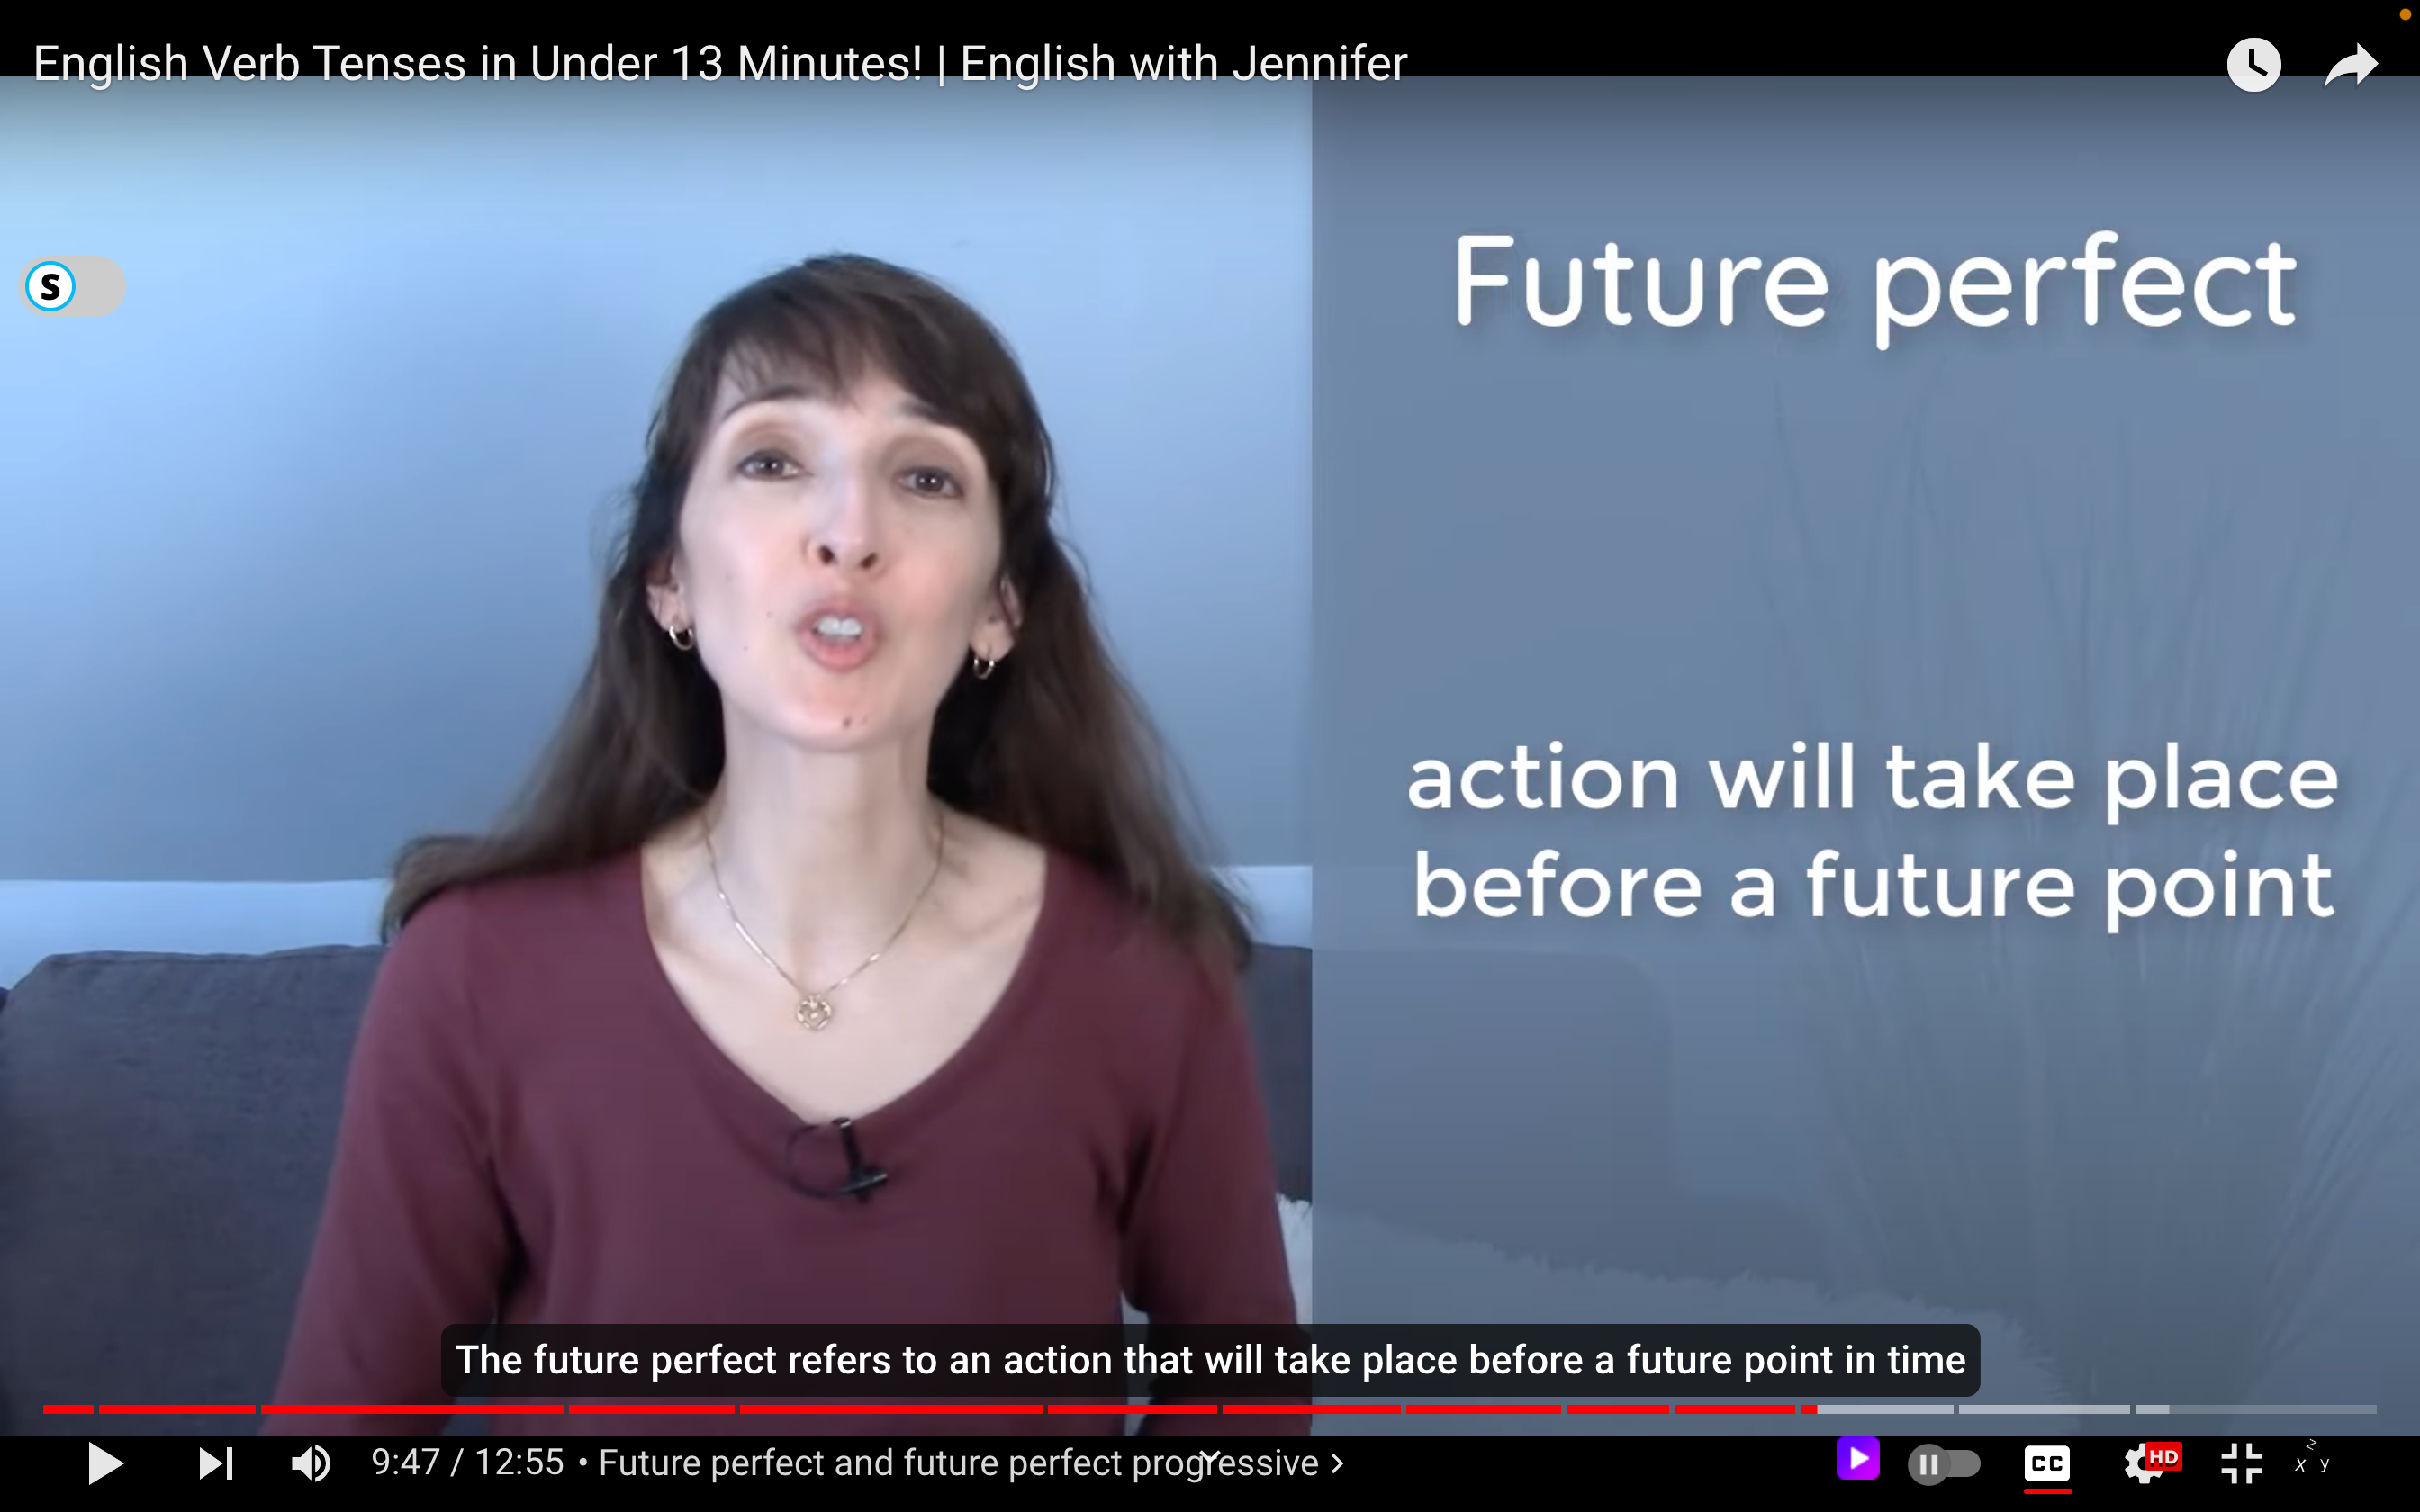 English Verb Tenses in Under 13 Minutes! | English with Jennifer
S
Future perfect
action will take place
before a future point
The future perfect refers to an action that will take place before a future point in time
9:47 / 12:55 • Future perfect and future perfect progressive >
CC
HD
> x y